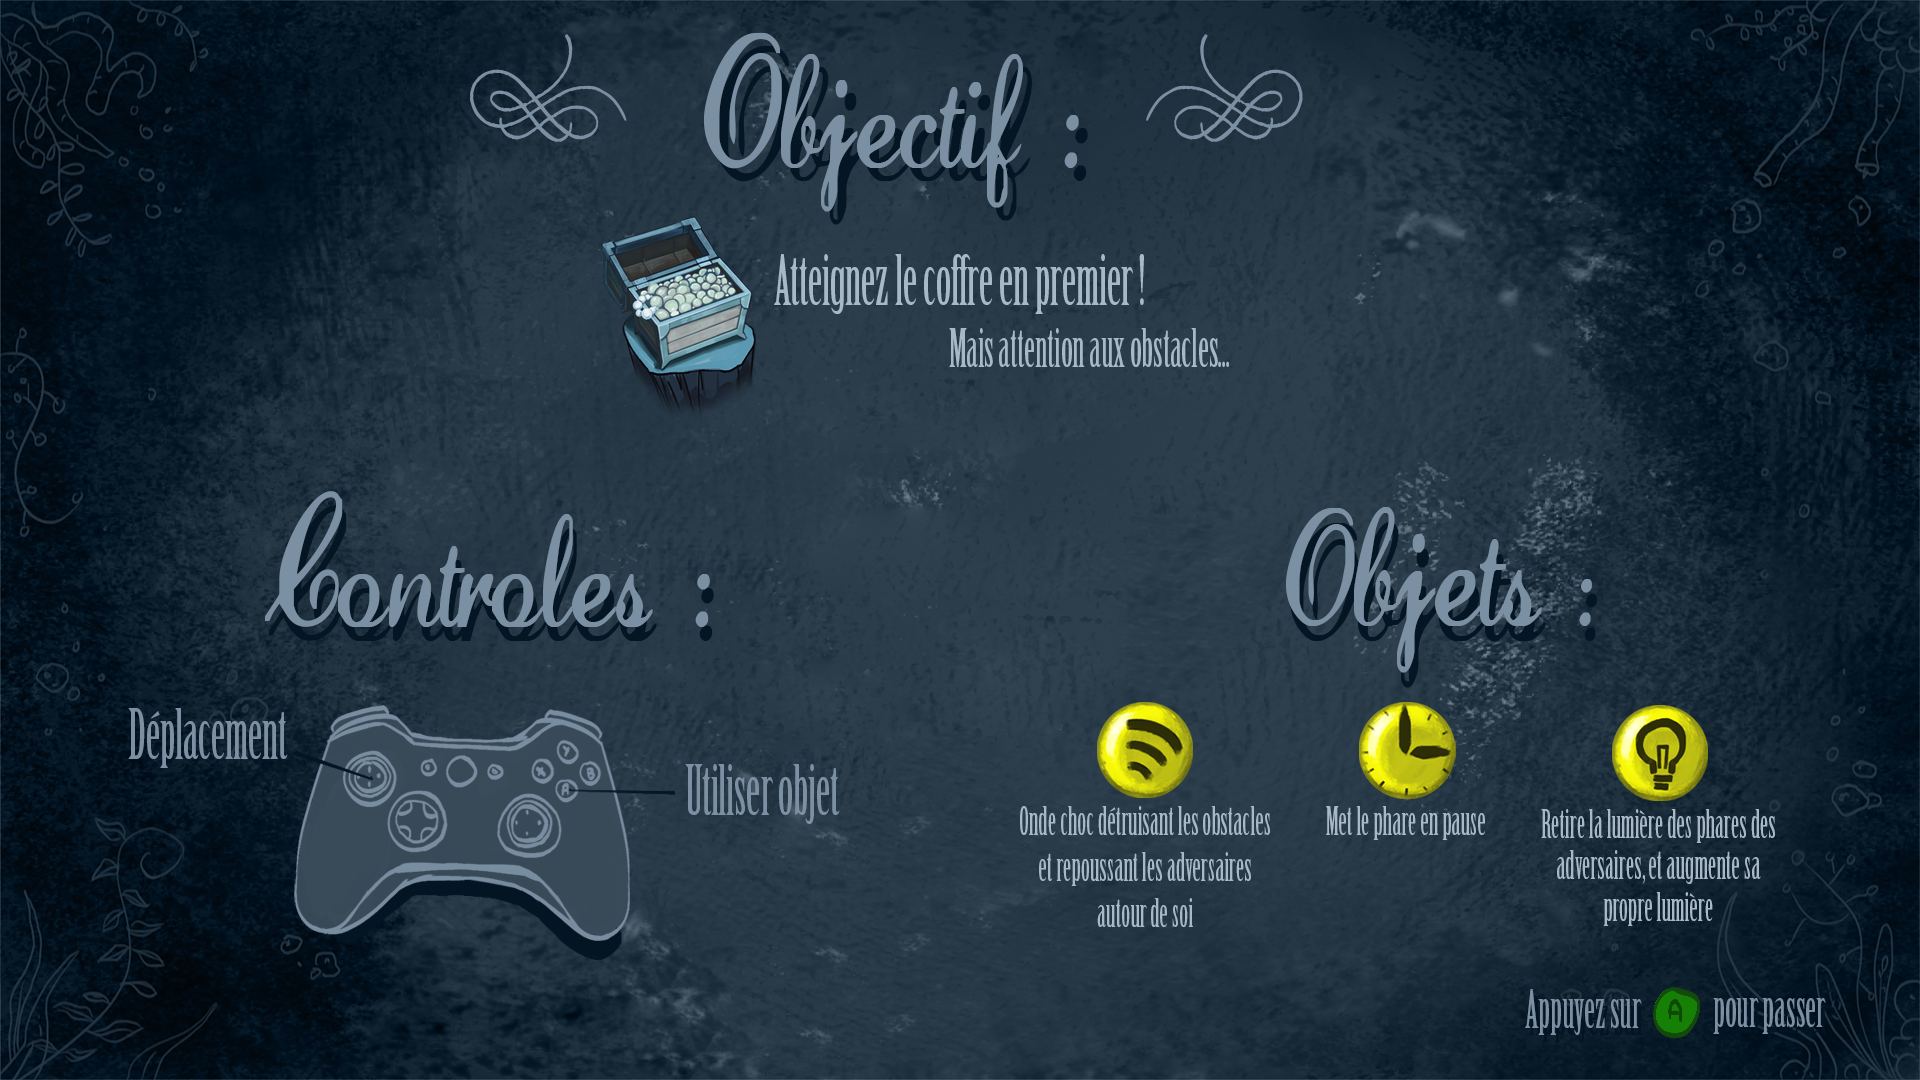 Objectif :
Atteignez le coffre en premier !
Mais attention aux obstacles...
Controles :
Déplacement
Y
X
B
A
Utiliser objet
Objets :
Onde choc détruisant les obstacles
et repoussant les adversaires
autour de soi
Met le phare en pause
Retire la lumière des phares des
adversaires, et augmente sa
propre lumière
Appuyez sur A pour passer